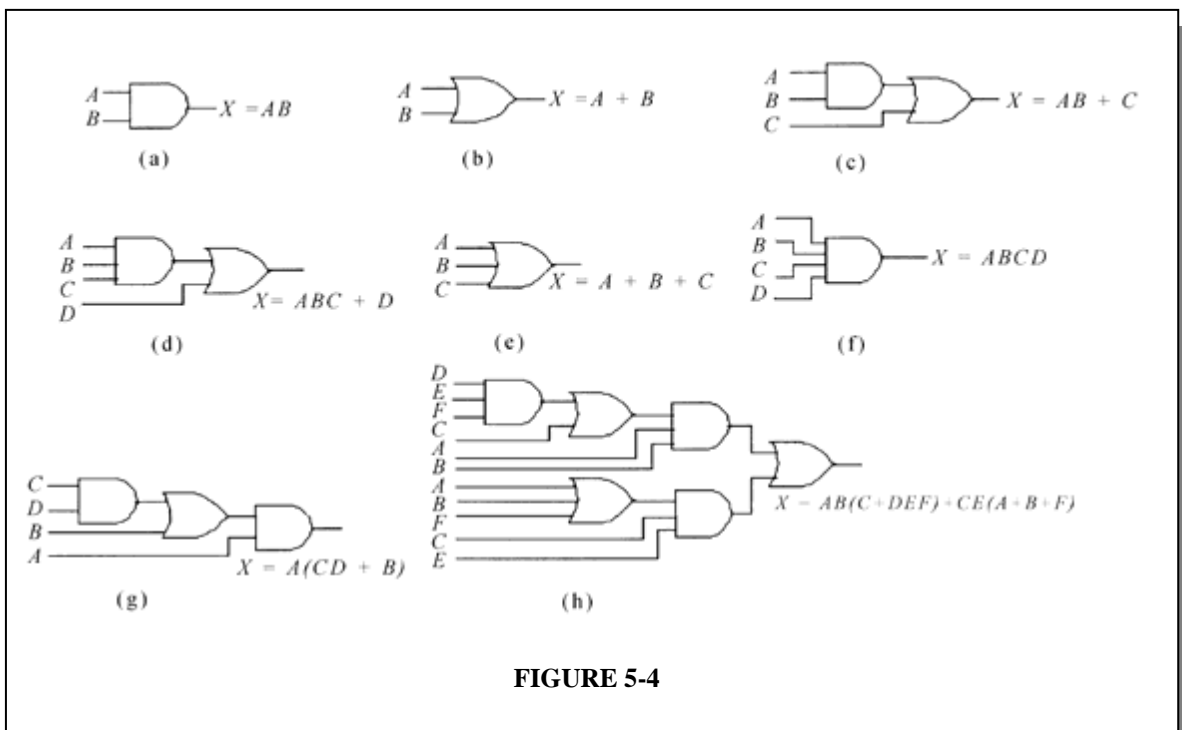 A
B
X =AB
(a)
A
B
X =A + B
(b)
A
B
C
X = AB + C
(c)
A
B
C
D
X= ABC + D
(d)
A
B
C
X = A + B + C
(e)
A
B
C
D
X = ABCD
(f)
C
D
B
A
X = A(CD + B)
(g)
D
E
F
C
A
B
A
B
F
C
E
X = AB(C+DEF)+CE(A+B+F)
(h)
FIGURE 5-4